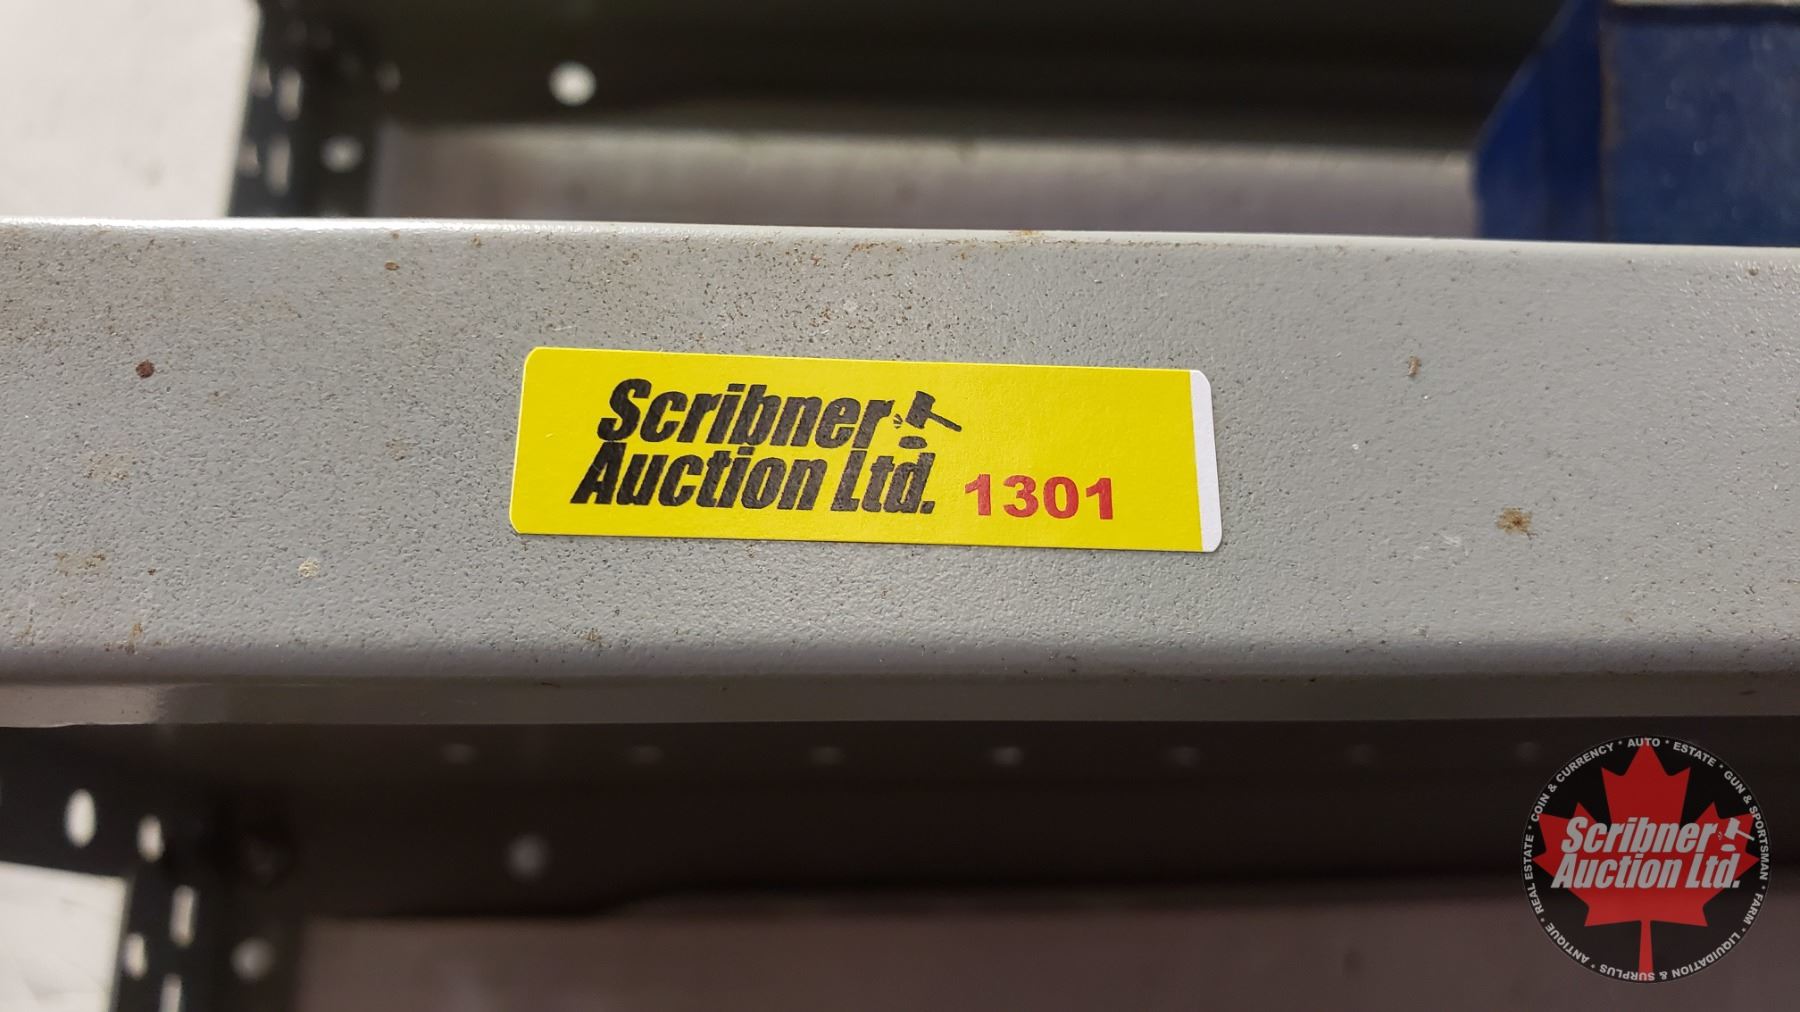 Scribner
Auction Ltd. 1301
COIN & CURRENCY * AUTO * ESTATE * GUN & SPORTSMAN * FARM * LIQUIDATION & SURPLUS * ANTIQUE * REAL ESTATE *
Scribner
Auction Ltd.